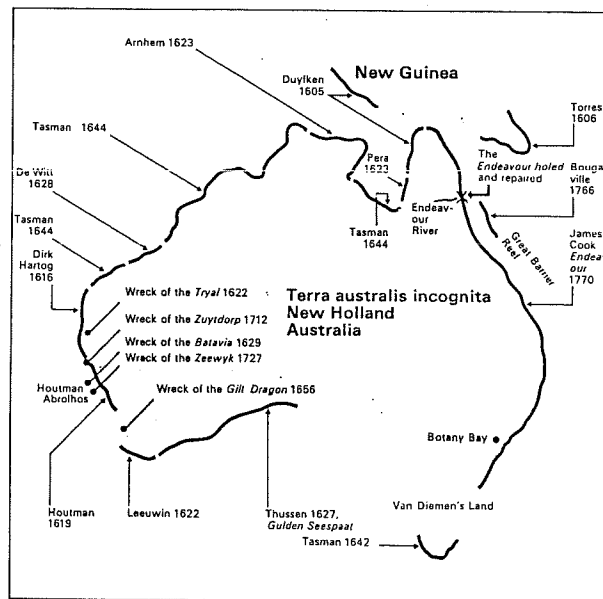 Arnhem 1623
New Guinea
Duyfken
1605
Torres
1606
Tasman 1644
The
Endeavour holed
and repaired
Bouga
ville
1766
De Witt
1628
Pera
1623
Endeav-
our
River
Tasman
1644
Tasman
1644
Great Barrier
Reef
James
Cook
Endea
our
1770
Dirk
Hartog
1616
Wreck of the Tryal 1622
Terra australis incognita
New Holland
Australia
Wreck of the Zuytdorp 1712
Wreck of the Batavia 1629
Wreck of the Zeewyk 1727
Houtman
Abrolhos
Wreck of the Gilt Dragon 1656
Botany Bay
Houtman
1619
Leeuwin 1622
Thussen 1627,
Gulden Seespaat
Van Diemen's Land
Tasman 1642